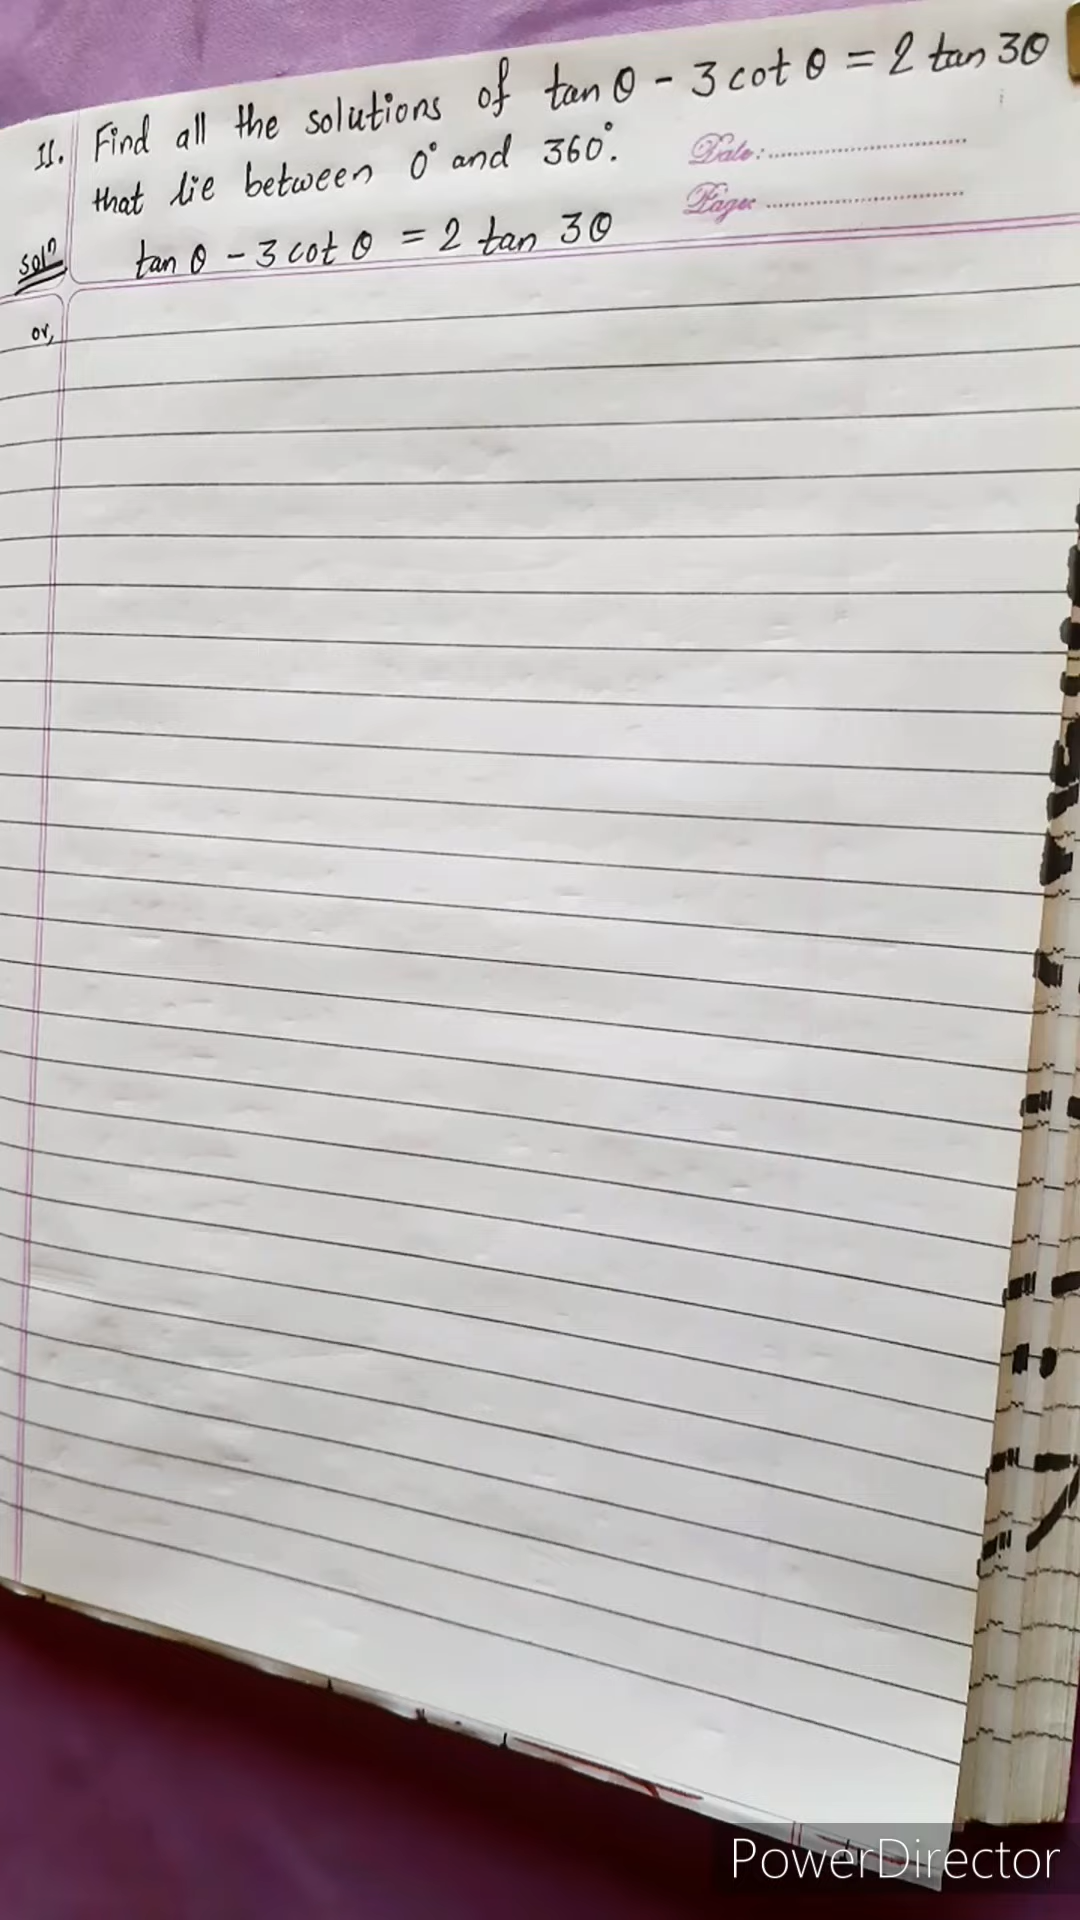 11. Find all the solutions of tan θ - 3 cot θ = 2 tan 3θ
that lie between 0° and 360°.
Date:
Page:
Solⁿ tan θ - 3 cot θ = 2 tan 3θ
or,
PowerDirector